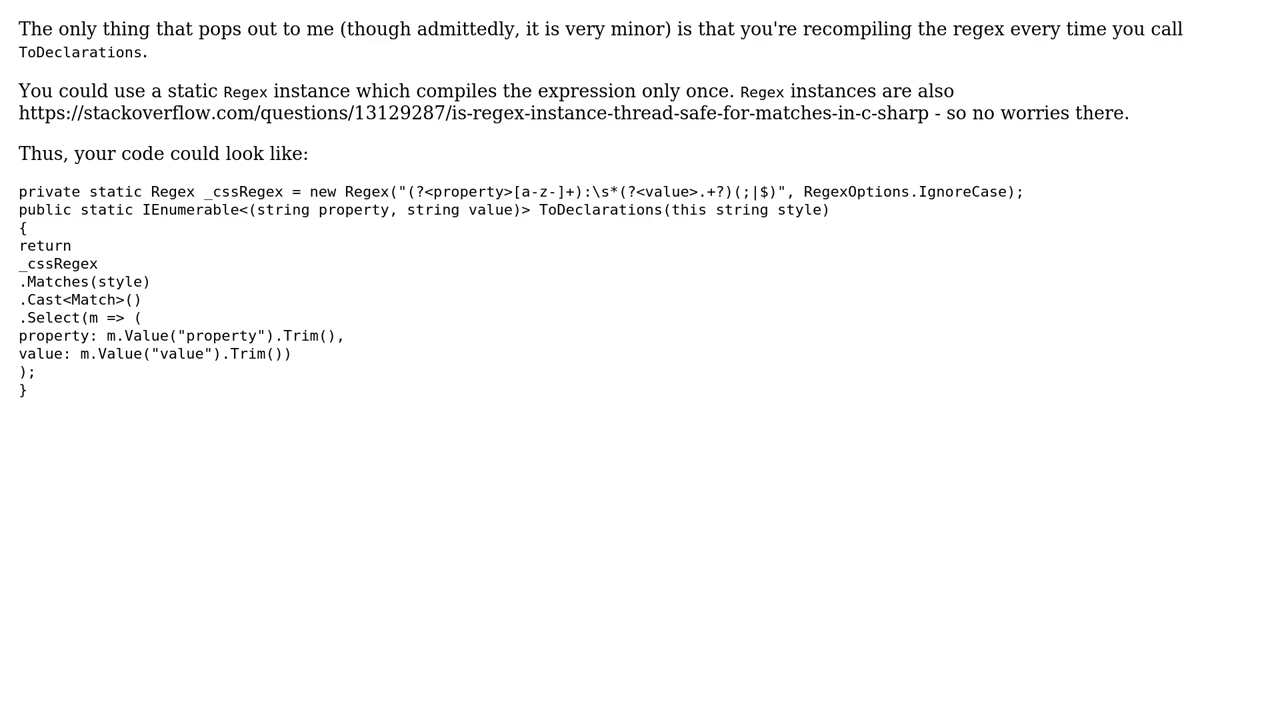 The only thing that pops out to me (though admittedly, it is very minor) is that you're recompiling the regex every time you call
ToDeclarations.
You could use a static Regex instance which compiles the expression only once. Regex instances are also
https://stackoverflow.com/questions/13129287/is-regex-instance-thread-safe-for-matches-in-c-sharp - so no worries there.
Thus, your code could look like:
private static Regex _cssRegex = new Regex("(?<property>[a-z-]+):\s*(?<value>.+?)(;|$)", RegexOptions.IgnoreCase);
public static IEnumerable<(string property, string value)> ToDeclarations(this string style)
{
return
_cssRegex
.Matches(style)
.Cast<Match>()
.Select(m => (
property: m.Value("property").Trim(),
value: m.Value("value").Trim())
);
}